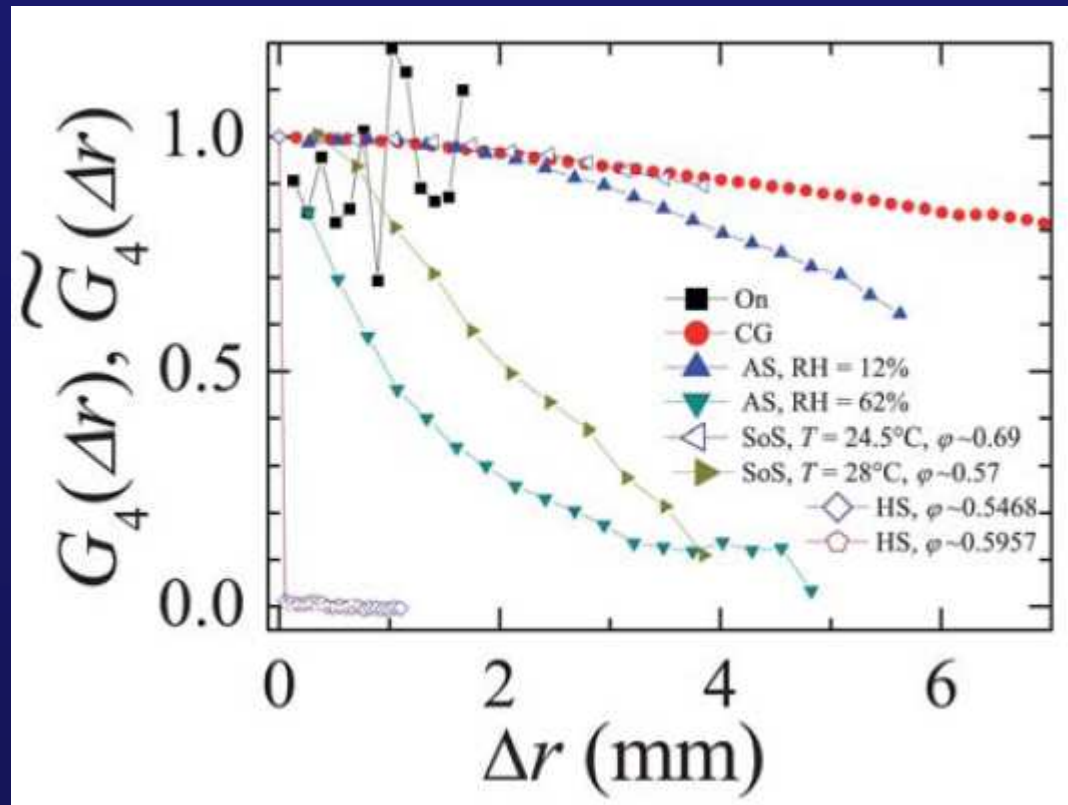 G̃4(Δr), G4(Δr)
1.0
0.5
0.0
On
CG
AS, RH = 12%
AS, RH = 62%
SoS, T = 24.5°C, φ~0.69
SoS, T = 28°C, φ~0.57
HS, φ~0.5468
HS, φ~0.5957
0 2 4 6
Δr (mm)